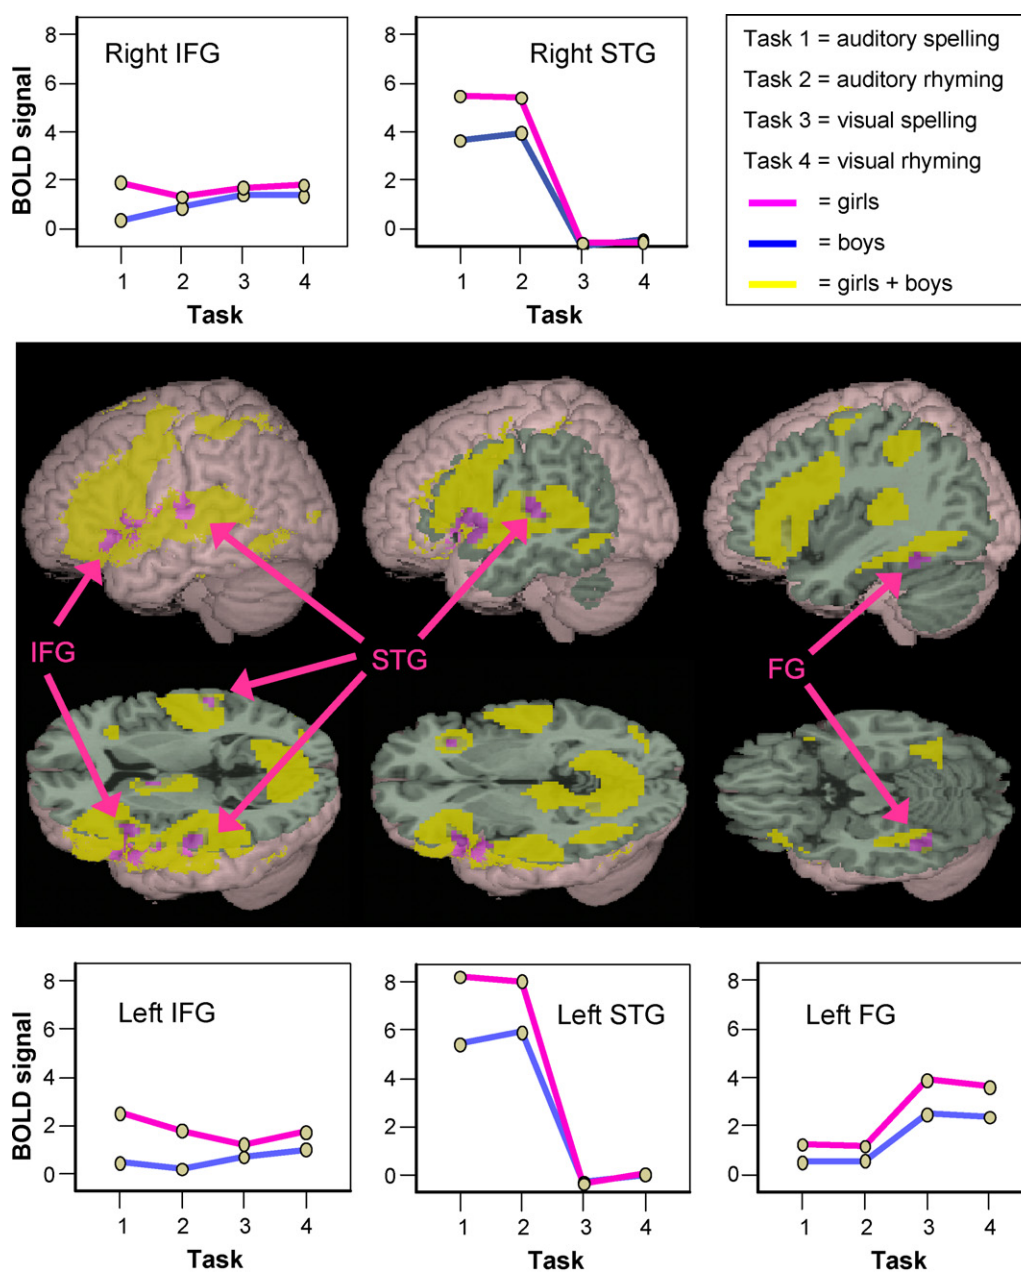 Right IFG
BOLD signal
8
6
4
2
0
1 2 3 4
Task
Right STG
8
6
4
2
0
1 2 3 4
Task
Task 1 = auditory spelling
Task 2 = auditory rhyming
Task 3 = visual spelling
Task 4 = visual rhyming
= girls
= boys
= girls + boys
IFG
STG
FG
Left IFG
BOLD signal
8
6
4
2
0
1 2 3 4
Task
Left STG
8
6
4
2
0
1 2 3 4
Task
Left FG
8
6
4
2
0
1 2 3 4
Task